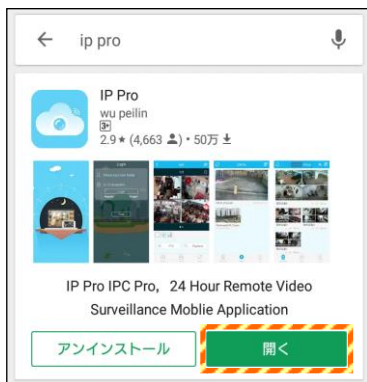 ip pro
IP Pro
wu peilin
3+
2.9★ (4,663 👤) • 50万 ⬇
IP Pro IPC Pro, 24 Hour Remote Video
Surveillance Moblie Application
アンインストール
開く